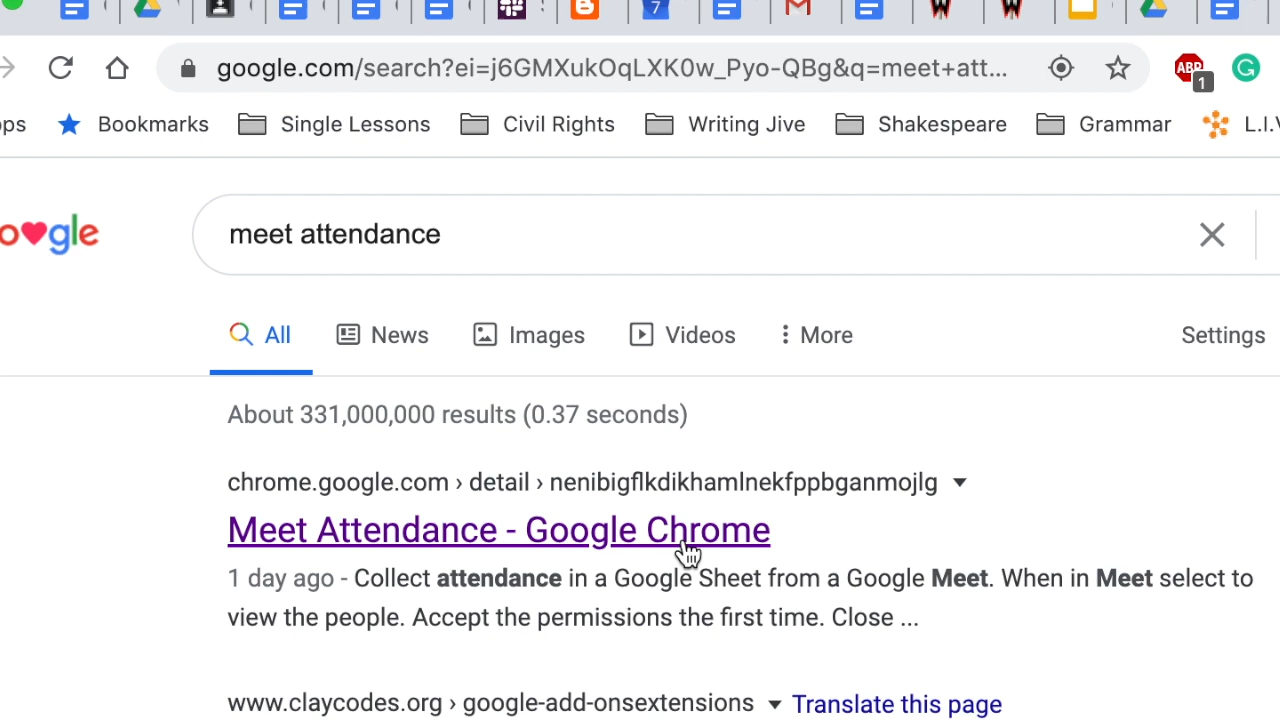 7
google.com/search?ei=j6GMXukOqLXK0w_Pyo-QBg&q=meet+att...
ABP
1
G
ps
Bookmarks
Single Lessons
Civil Rights
Writing Jive
Shakespeare
Grammar
L.I.V
o gle
meet attendance
All
News
Images
Videos
More
Settings
About 331,000,000 results (0.37 seconds)
chrome.google.com › detail › nenibigflkdikhamlnekfppbganmojlg
Meet Attendance - Google Chrome
1 day ago - Collect attendance in a Google Sheet from a Google Meet. When in Meet select to
view the people. Accept the permissions the first time. Close ...
www.claycodes.org › google-add-onsextensions
Translate this page